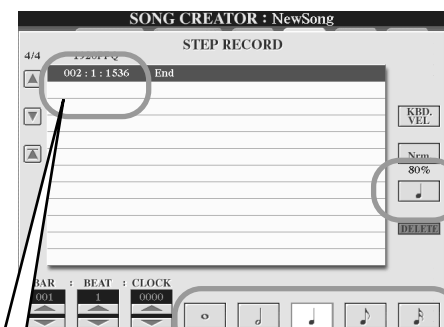 SONG CREATOR : NewSong
STEP RECORD
4/4
1920PPQ
002 : 1 : 1536 End
KBD.
VEL
Nrm
80%
DELETE
BAR : BEAT : CLOCK
001 1 0000